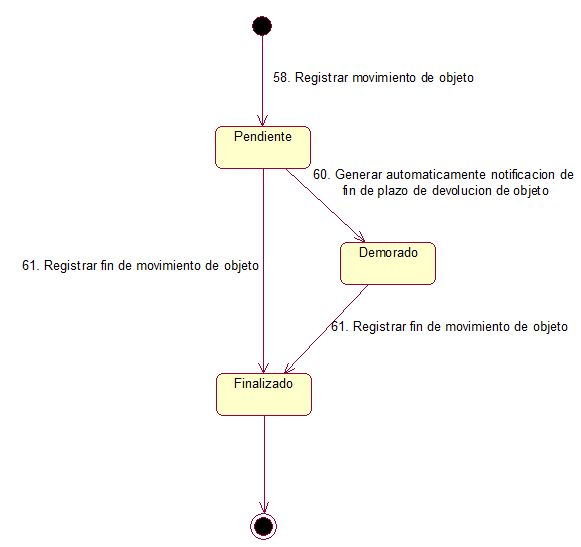 58. Registrar movimiento de objeto
Pendiente
60. Generar automaticamente notificacion de
fin de plazo de devolucion de objeto
Demorado
61. Registrar fin de movimiento de objeto
61. Registrar fin de movimiento de objeto
Finalizado